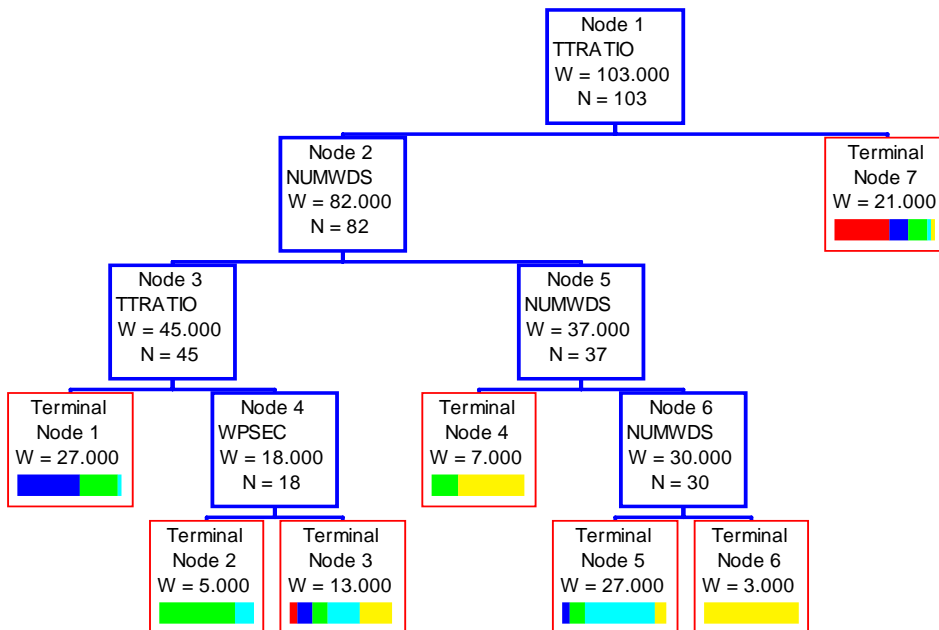 Node 1
TTRATIO
W = 103.000
N = 103
Node 2
NUMWDS
W = 82.000
N = 82
Terminal
Node 7
W = 21.000
Node 3
TTRATIO
W = 45.000
N = 45
Node 5
NUMWDS
W = 37.000
N = 37
Terminal
Node 1
W = 27.000
Node 4
WPSEC
W = 18.000
N = 18
Terminal
Node 4
W = 7.000
Node 6
NUMWDS
W = 30.000
N = 30
Terminal
Node 2
W = 5.000
Terminal
Node 3
W = 13.000
Terminal
Node 5
W = 27.000
Terminal
Node 6
W = 3.000